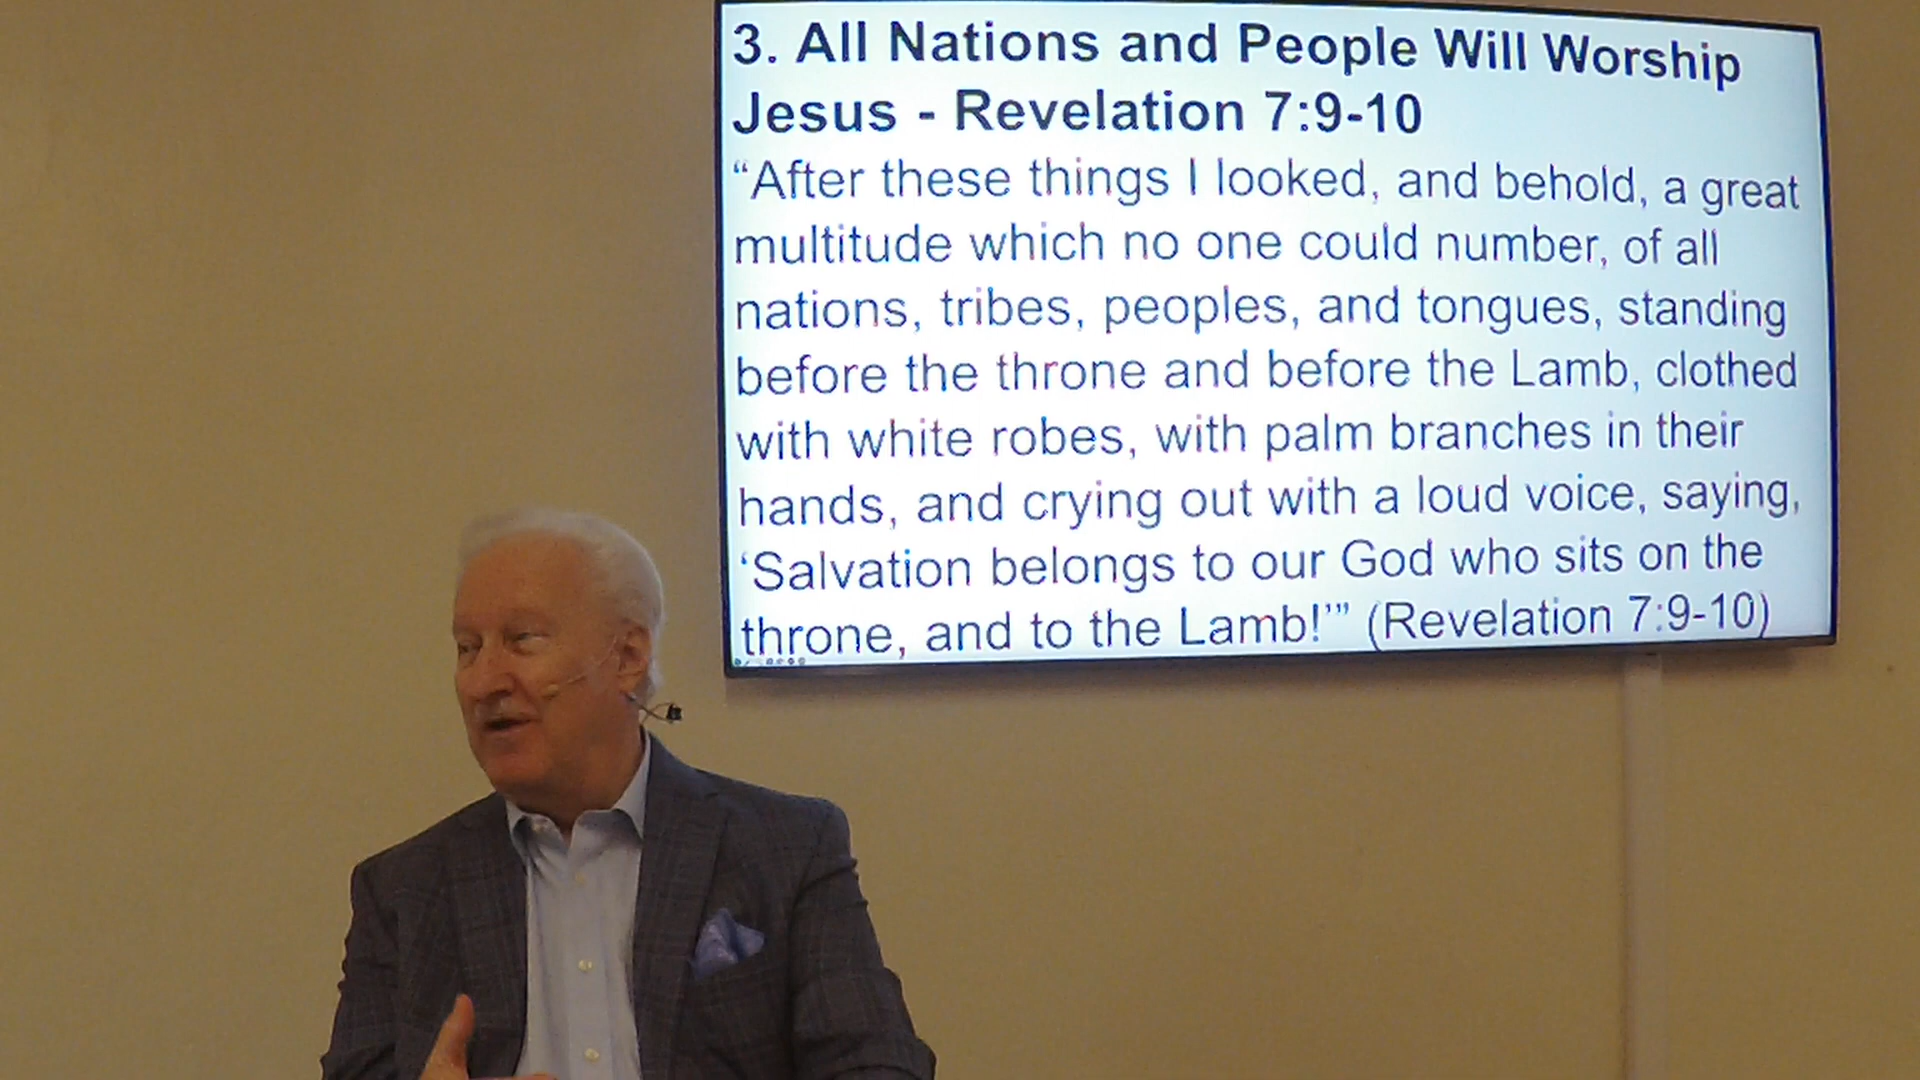 3. All Nations and People Will Worship
Jesus - Revelation 7:9-10
“After these things I looked, and behold, a great
multitude which no one could number, of all
nations, tribes, peoples, and tongues, standing
before the throne and before the Lamb, clothed
with white robes, with palm branches in their
hands, and crying out with a loud voice, saying,
‘Salvation belongs to our God who sits on the
throne, and to the Lamb!’” (Revelation 7:9-10)